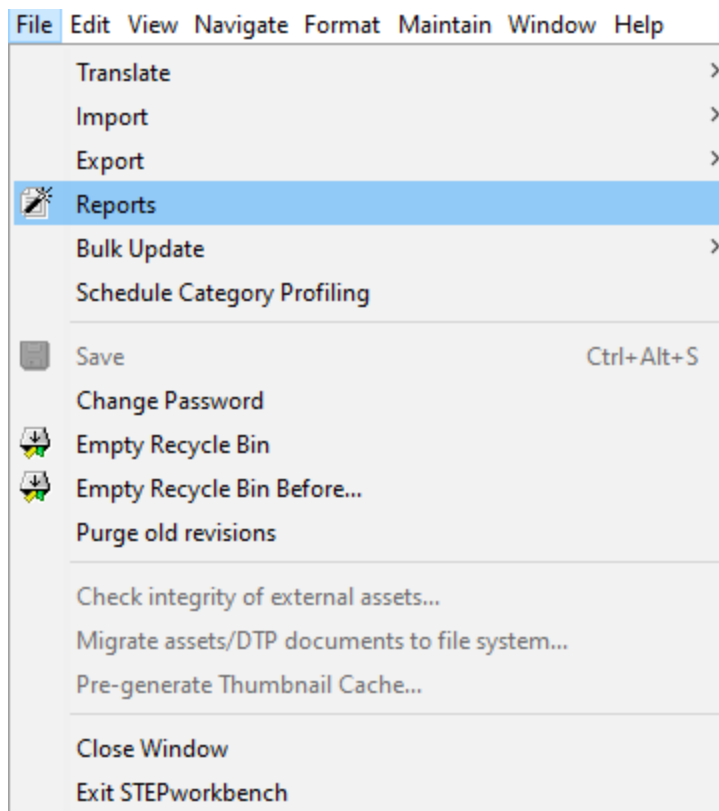 File Edit View Navigate Format Maintain Window Help
Translate
Import
Export
Reports
Bulk Update
Schedule Category Profiling
Save Ctrl+Alt+S
Change Password
Empty Recycle Bin
Empty Recycle Bin Before...
Purge old revisions
Check integrity of external assets...
Migrate assets/DTP documents to file system...
Pre-generate Thumbnail Cache...
Close Window
Exit STEPworkbench